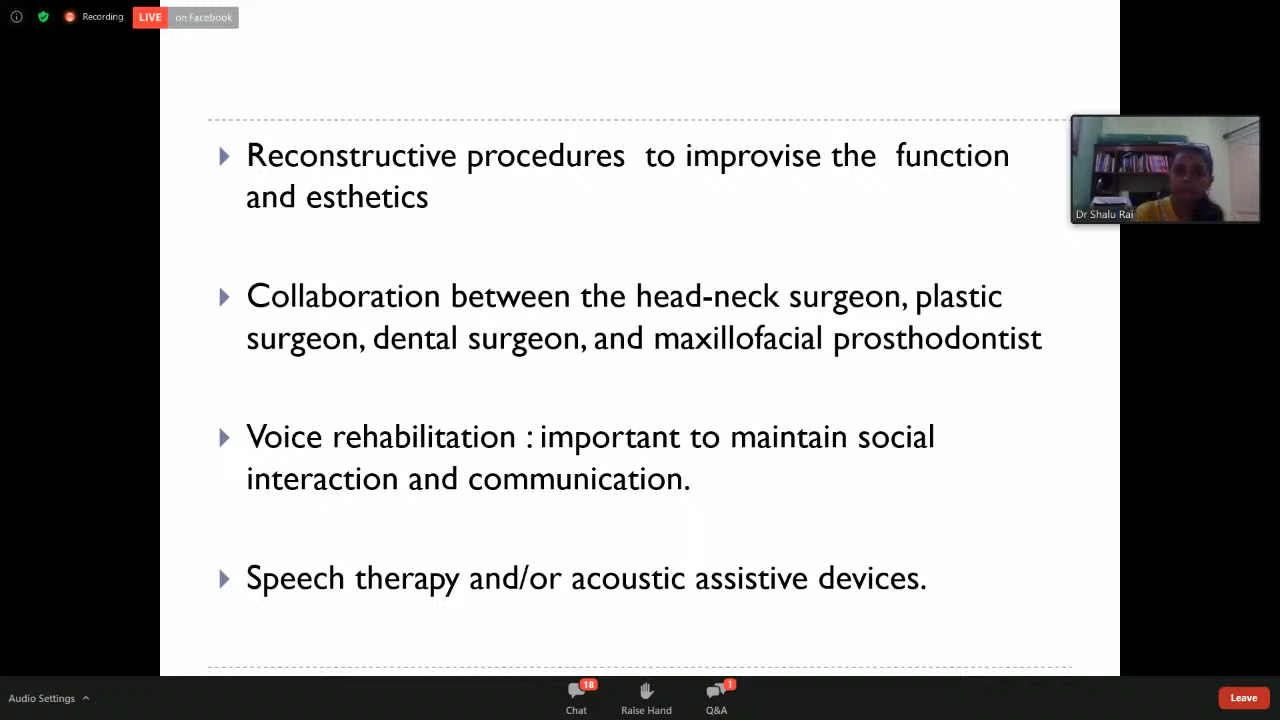 Recording
LIVE on Facebook
Reconstructive procedures to improvise the function
and esthetics
Dr Shalu Rai
Collaboration between the head-neck surgeon, plastic
surgeon, dental surgeon, and maxillofacial prosthodontist
Voice rehabilitation : important to maintain social
interaction and communication.
Speech therapy and/or acoustic assistive devices.
Audio Settings
18
Chat
Raise Hand
1
Q&A
Leave